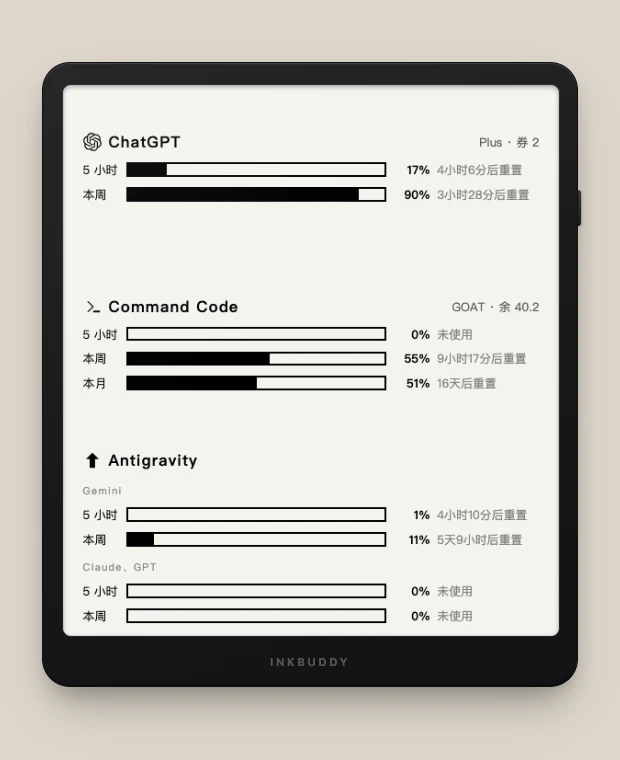 ChatGPT Plus · 券 2
5 小时 17% 4小时6分后重置
本周 90% 3小时28分后重置
Command Code GOAT · 余 40.2
5 小时 0% 未使用
本周 55% 9小时17分后重置
本月 51% 16天后重置
Antigravity
Gemini
5 小时 1% 4小时10分后重置
本周 11% 5天9小时后重置
Claude、GPT
5 小时 0% 未使用
本周 0% 未使用
INKBUDDY